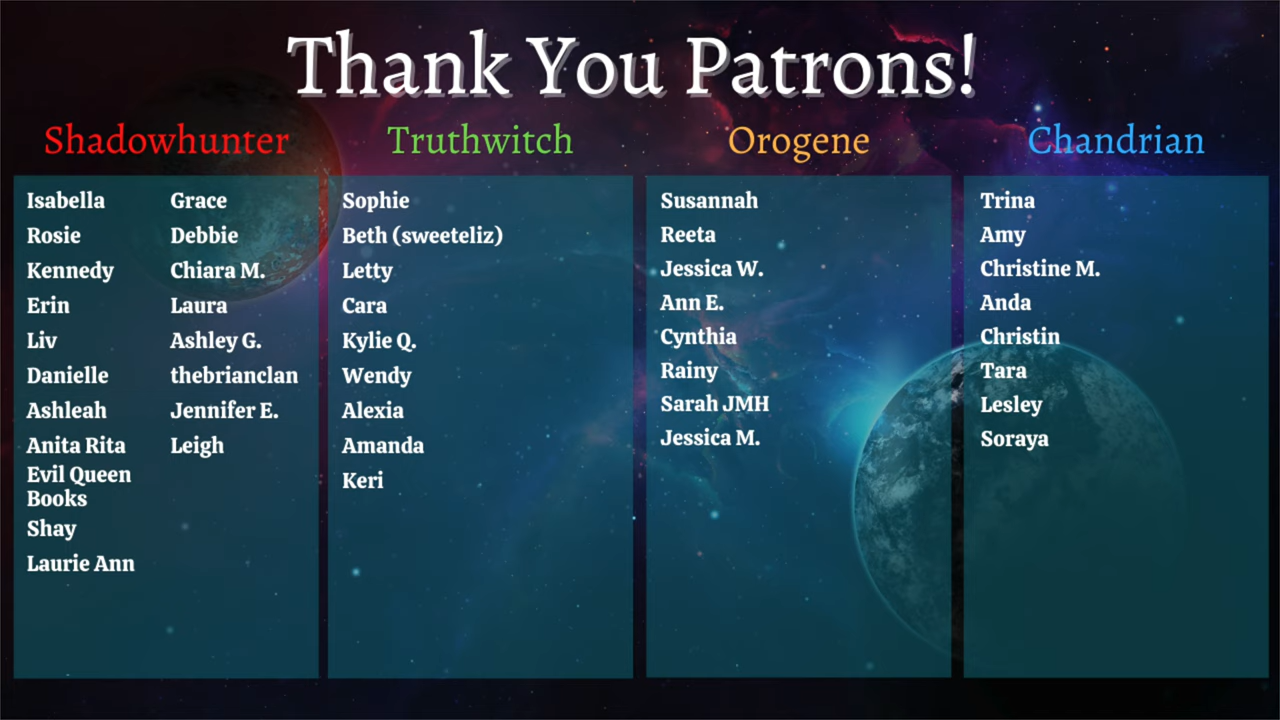 Thank You Patrons!
Shadowhunter
Isabella
Rosie
Kennedy
Erin
Liv
Danielle
Ashleah
Anita Rita
Evil Queen
Books
Shay
Laurie Ann
Grace
Debbie
Chiara M.
Laura
Ashley G.
thebrianclan
Jennifer E.
Leigh
Truthwitch
Sophie
Beth (sweeteliz)
Letty
Cara
Kylie Q.
Wendy
Alexia
Amanda
Keri
Orogene
Susannah
Reeta
Jessica W.
Ann E.
Cynthia
Rainy
Sarah JMH
Jessica M.
Chandrian
Trina
Amy
Christine M.
Anda
Christin
Tara
Lesley
Soraya